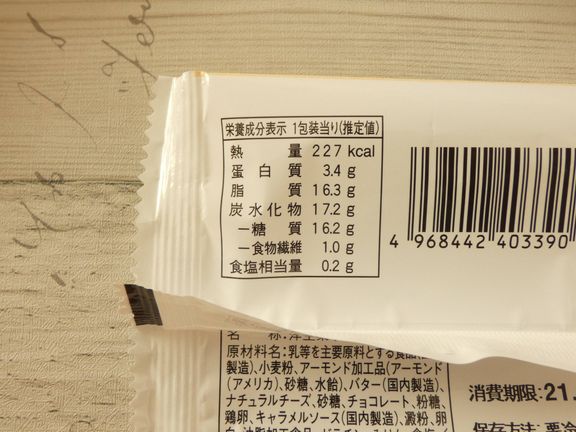 栄養成分表示 1包装当り(推定値)
熱量 227 kcal
蛋白質 3.4 g
脂質 16.3 g
炭水化物 17.2 g
ー糖質 16.2 g
ー食物繊維 1.0 g
食塩相当量 0.2 g
4 968442 403390
名 称:洋生菓
原材料名:乳等を主要原料とする食品(
製造)、小麦粉、アーモンド加工品(アーモンド
(アメリカ)、砂糖、水飴)、バター(国内製造)、
ナチュラルチーズ、砂糖、チョコレート、粉糖、
鶏卵、キャラメルソース(国内製造)、澱粉、卵
消費期限:21.
保存方法:要冷